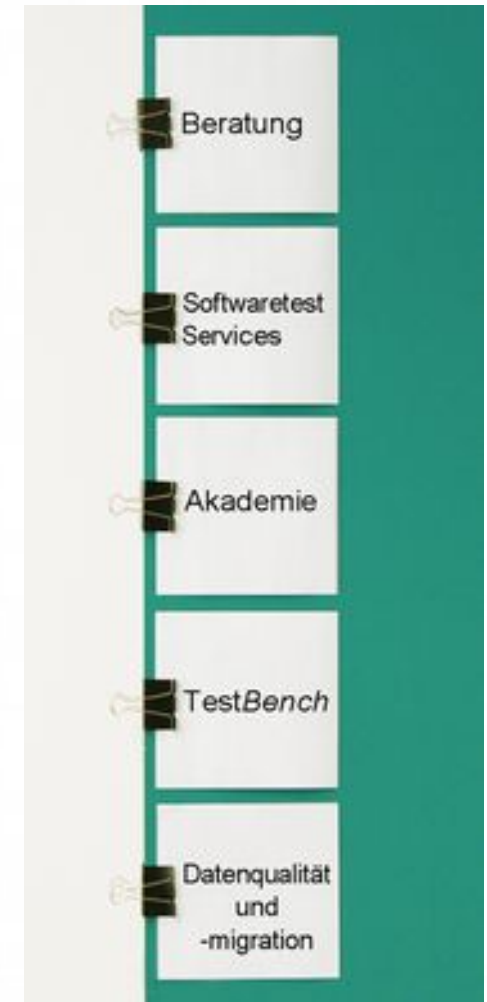 Beratung
Softwaretest
Services
Akademie
TestBench
Datenqualität
und
-migration